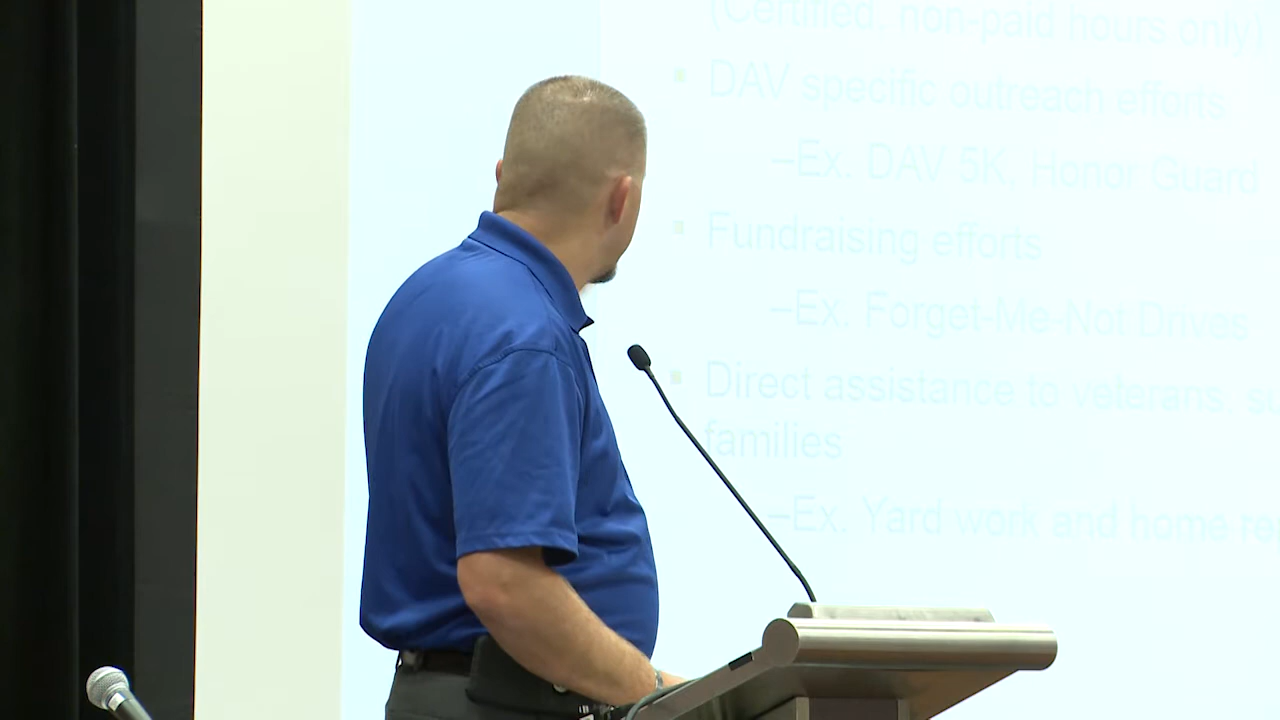 (Certified, non-paid hours only)
DAV specific outreach efforts
–Ex. DAV 5K, Honor Guard
Fundraising efforts
–Ex. Forget-Me-Not Drives
Direct assistance to veterans,
families
–Ex. Yard work and home